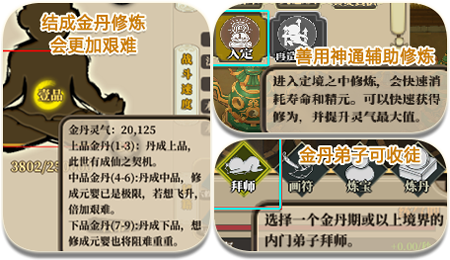 结成金丹修炼
会更加艰难
壹品
战斗速度
金丹灵气：20,125
上品金丹(1-3)：丹成上品，
此世有成仙之契机。
中品金丹(4-6)：丹成中品，修
成元婴已是极限，若想飞升，
倍加艰难。
下品金丹(7-9)：丹成下品，想
修成元婴也将阻难重重。
入定
善用神通辅助修炼
进入定境之中修炼，会快速消
耗寿命和精元。可以快速获得
修为，并提升灵气最大值。
金丹弟子可收徒
拜师
画符
炼宝
炼丹
选择一个金丹期或以上境界的
内门弟子拜师。